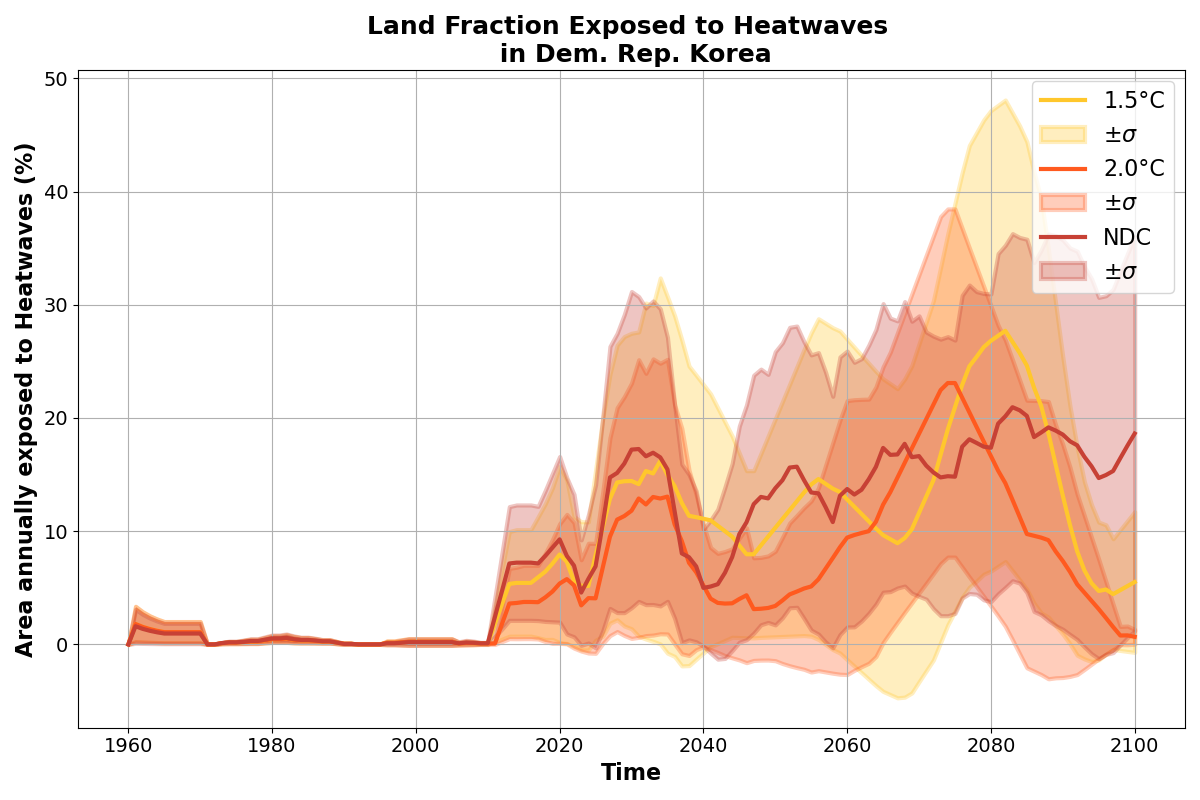 Land Fraction Exposed to Heatwaves
in Dem. Rep. Korea
Area annually exposed to Heatwaves (%)
50
40
30
20
10
0
1960
1980
2000
2020
2040
2060
2080
2100
Time
1.5°C
±σ
2.0°C
±σ
NDC
±σ